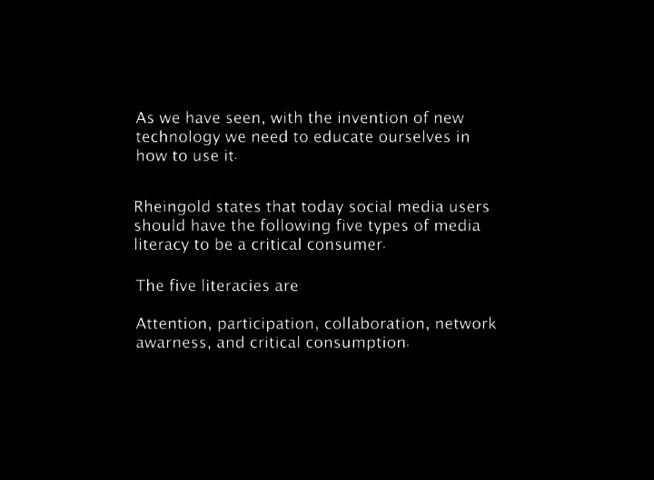 As we have seen, with the invention of new
technology we need to educate ourselves in
how to use it.
Rheingold states that today social media users
should have the following five types of media
literacy to be a critical consumer.
The five literacies are:
Attention, participation, collaboration, network
awarness, and critical consumption.